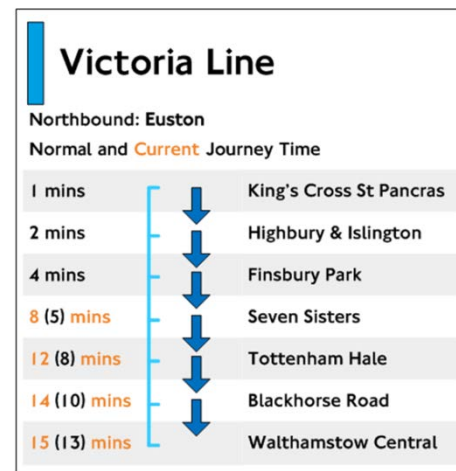 Victoria Line
Northbound: Euston
Normal and Current Journey Time
1 mins King's Cross St Pancras
2 mins Highbury & Islington
4 mins Finsbury Park
8 (5) mins Seven Sisters
12 (8) mins Tottenham Hale
14 (10) mins Blackhorse Road
15 (13) mins Walthamstow Central